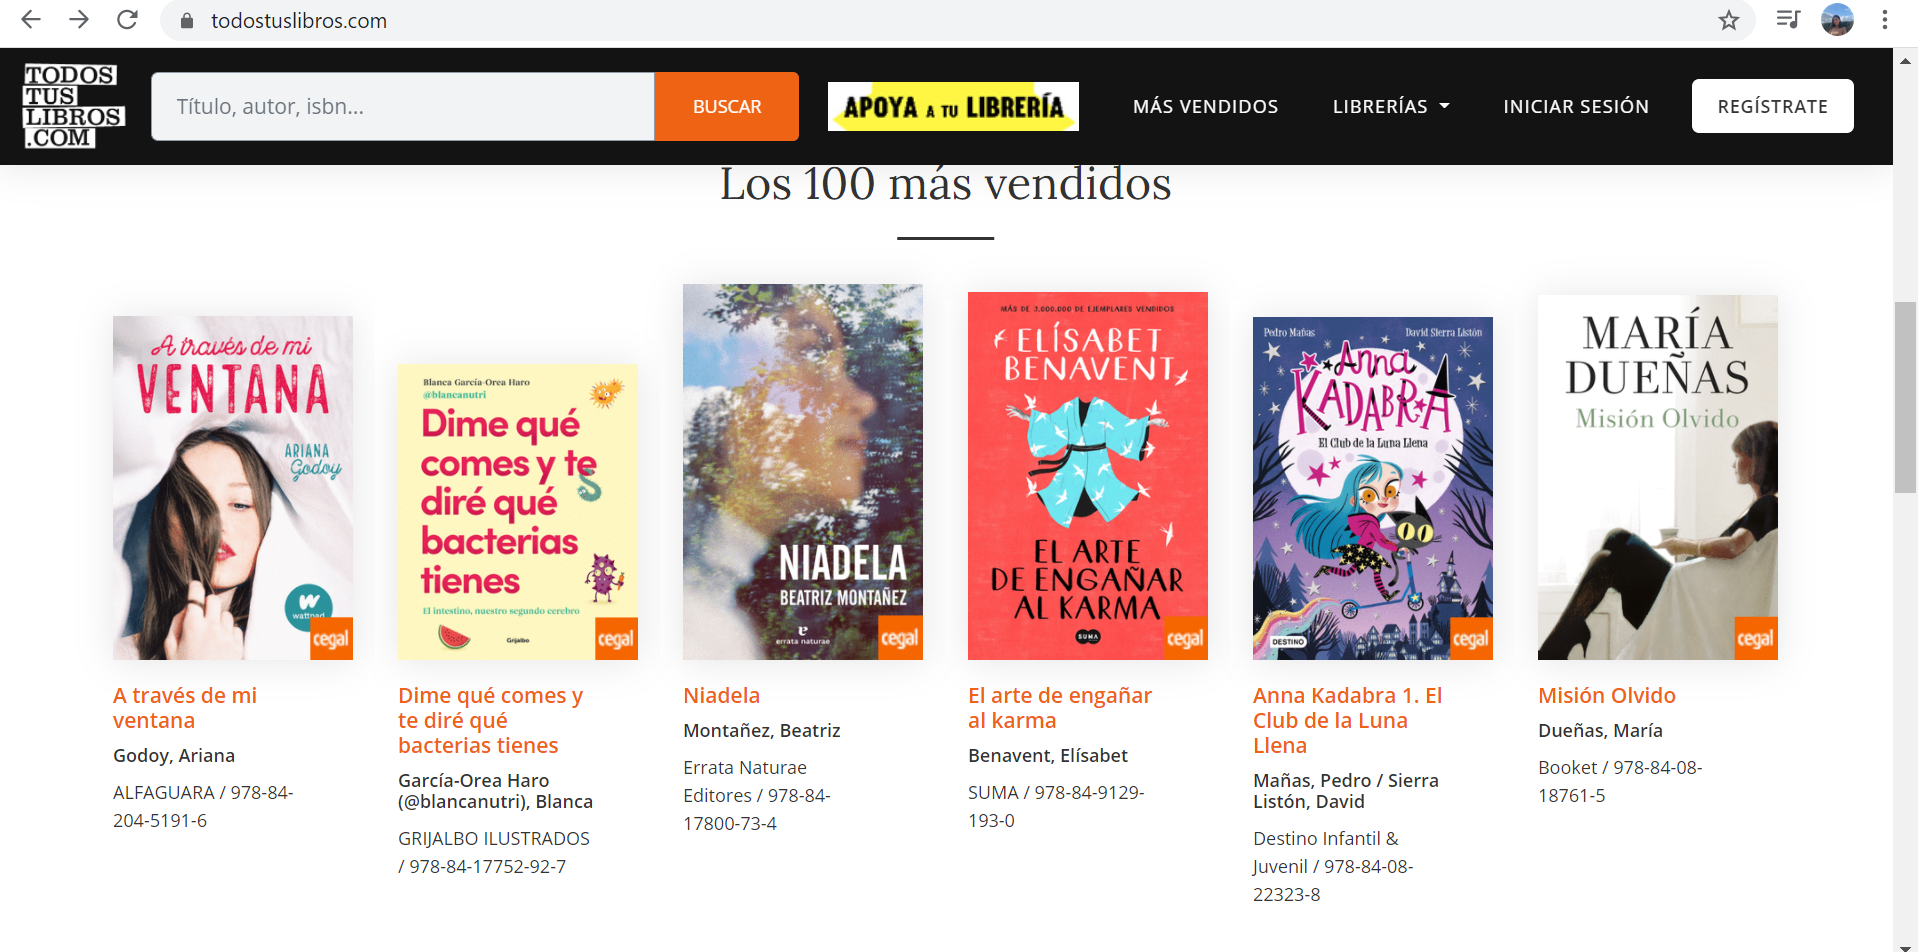 todostuslibros.com
TODOS
TUS
LIBROS
.COM
Título, autor, isbn...
BUSCAR
APOYA A TU LIBRERÍA
MÁS VENDIDOS
LIBRERÍAS
INICIAR SESIÓN
REGÍSTRATE
Los 100 más vendidos
A través de mi
VENTANA
ARIANA
Godoy
w
wattpad
cegal
A través de mi
ventana
Godoy, Ariana
ALFAGUARA / 978-84-
204-5191-6
Blanca García-Orea Haro
@blancanutri
Dime qué
comes y te
diré qué
bacterias
tienes
El intestino, nuestro segundo cerebro
Grijalbo
cegal
Dime qué comes y
te diré qué
bacterias tienes
García-Orea Haro
(@blancanutri), Blanca
GRIJALBO ILUSTRADOS
/ 978-84-17752-92-7
NIADELA
BEATRIZ MONTAÑEZ
e
errata naturae
cegal
Niadela
Montañez, Beatriz
Errata Naturae
Editores / 978-84-
17800-73-4
MÁS DE 3.000.000 DE EJEMPLARES VENDIDOS
ELÍSABET
BENAVENT
EL ARTE
DE ENGAÑAR
AL KARMA
SUMA
cegal
El arte de engañar
al karma
Benavent, Elísabet
SUMA / 978-84-9129-
193-0
Pedro Mañas
David Sierra Listón
Anna
KADABRA
El Club de la Luna Llena
DESTINO
cegal
Anna Kadabra 1. El
Club de la Luna
Llena
Mañas, Pedro / Sierra
Listón, David
Destino Infantil &
Juvenil / 978-84-08-
22323-8
MARÍA
DUEÑAS
Misión Olvido
cegal
Misión Olvido
Dueñas, María
Booket / 978-84-08-
18761-5